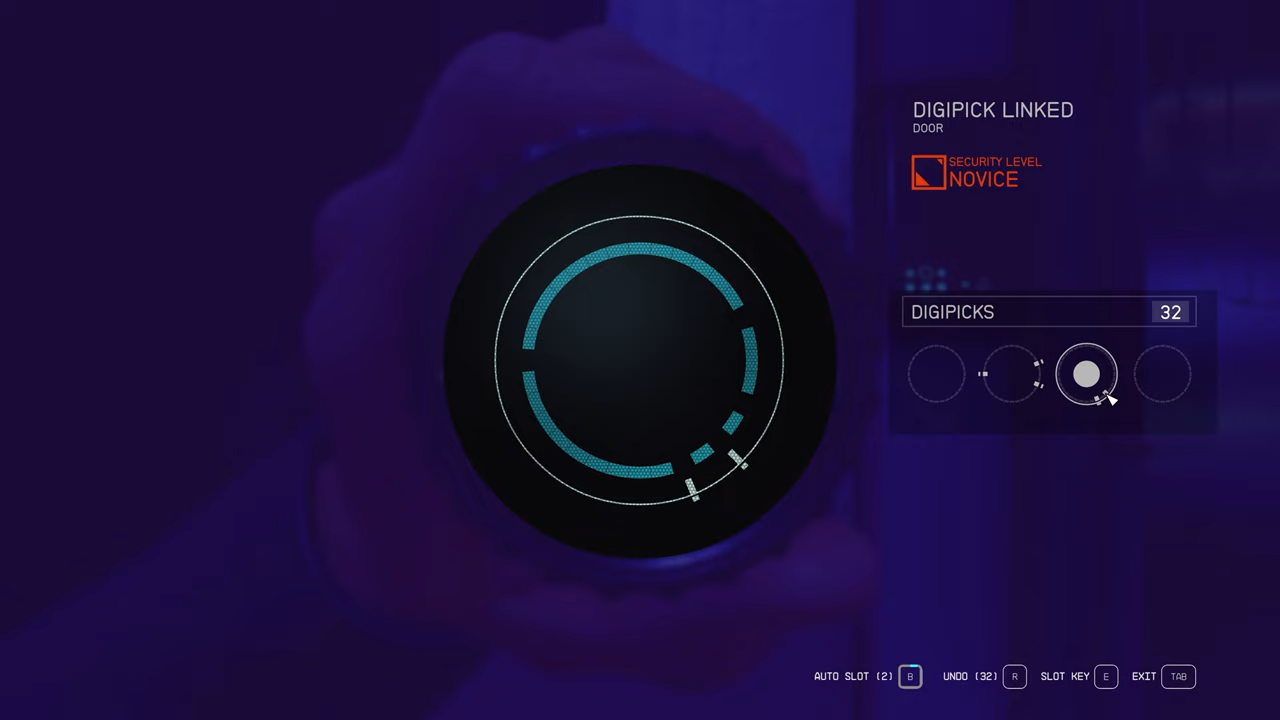 DIGIPICK LINKED
DOOR
SECURITY LEVEL
NOVICE
DIGIPICKS 32
AUTO SLOT (2) B UNDO (32) R SLOT KEY E EXIT TAB